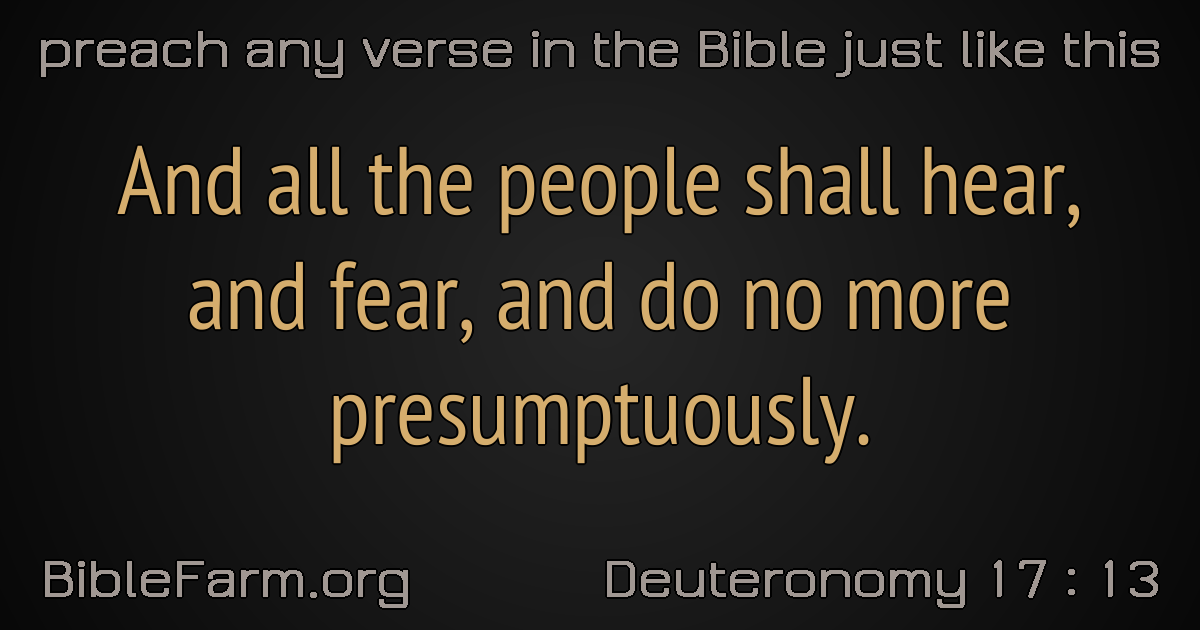 preach any verse in the Bible just like this
And all the people shall hear,
and fear, and do no more
presumptuously.
BibleFarm.org
Deuteronomy 17 : 13